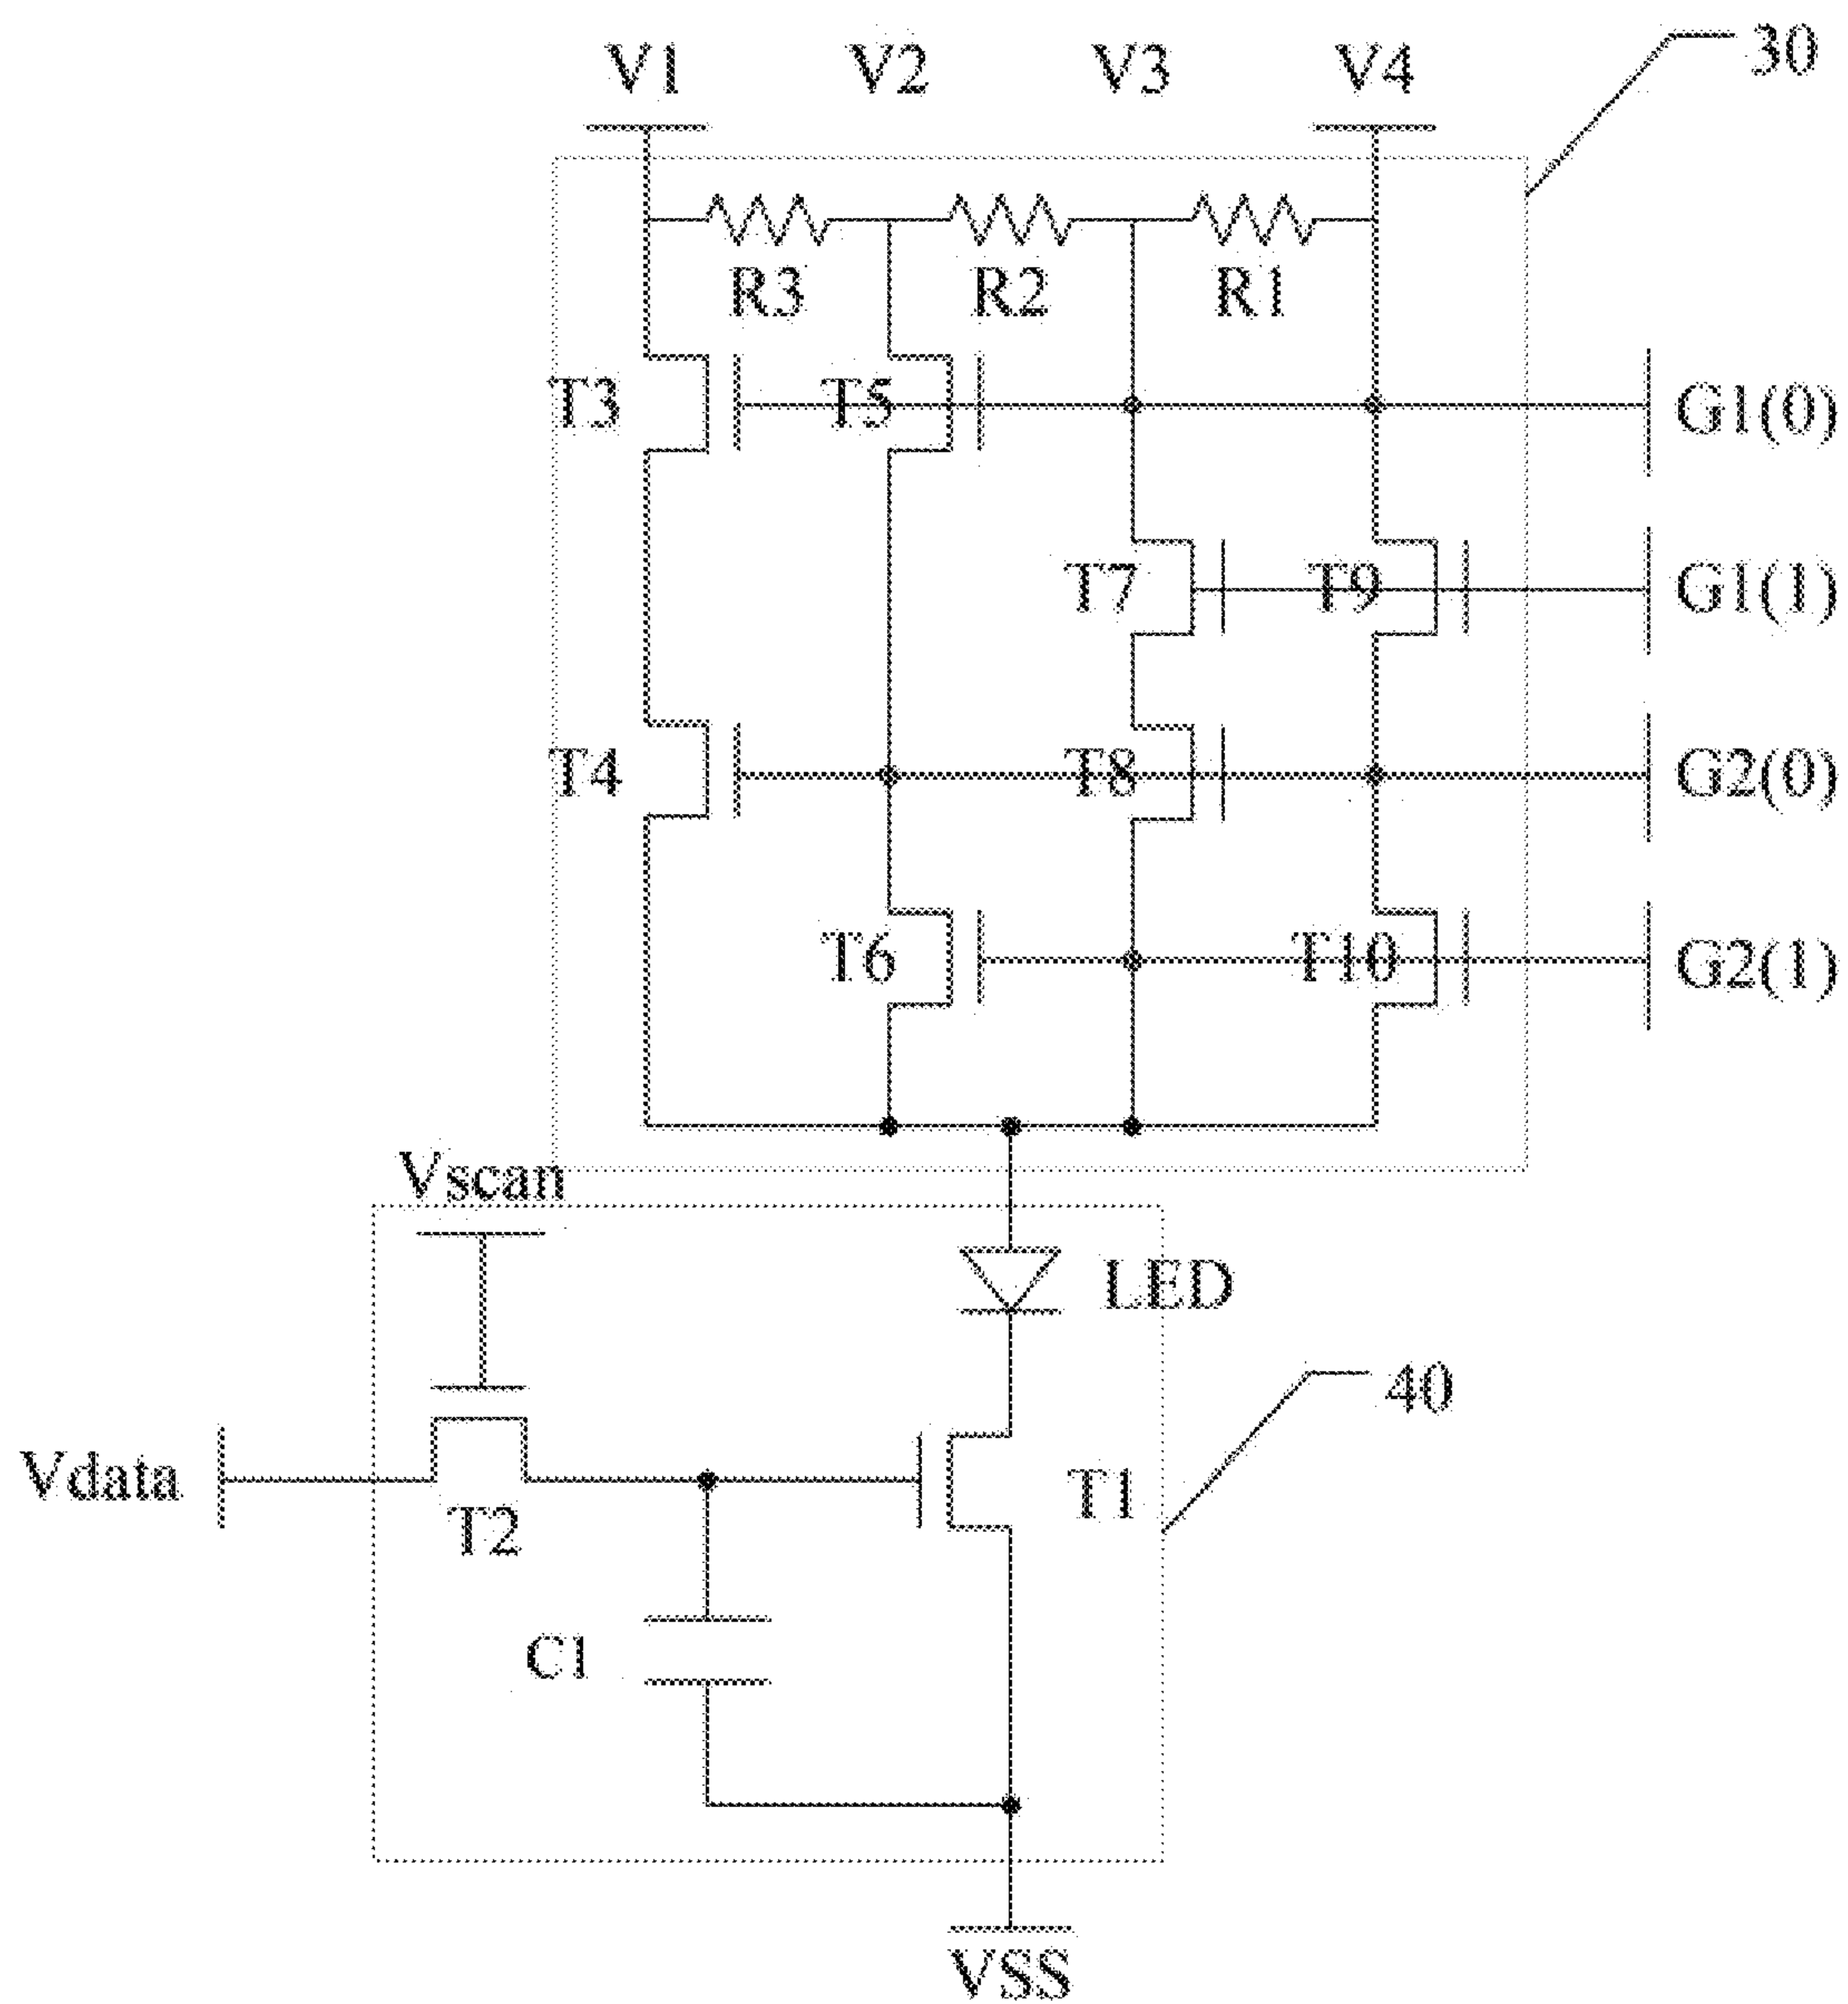 V1 V2 V3 V4 30
R3 R2 R1
T3 T5 G1(0)
T7 T9 G1(1)
T4 T8 G2(0)
T6 T10 G2(1)
Vscan
LED
40
Vdata T2 T1
C1
VSS